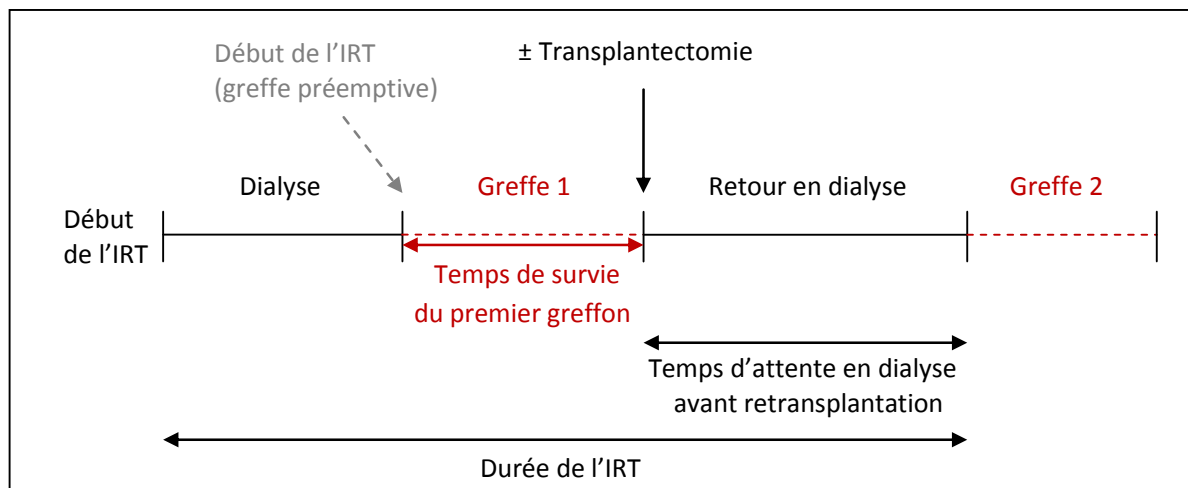 Début de l’IRT
(greffe préemptive)
± Transplantectomie
Dialyse
Greffe 1
Retour en dialyse
Greffe 2
Début
de l’IRT
Temps de survie
du premier greffon
Temps d’attente en dialyse
avant retransplantation
Durée de l’IRT